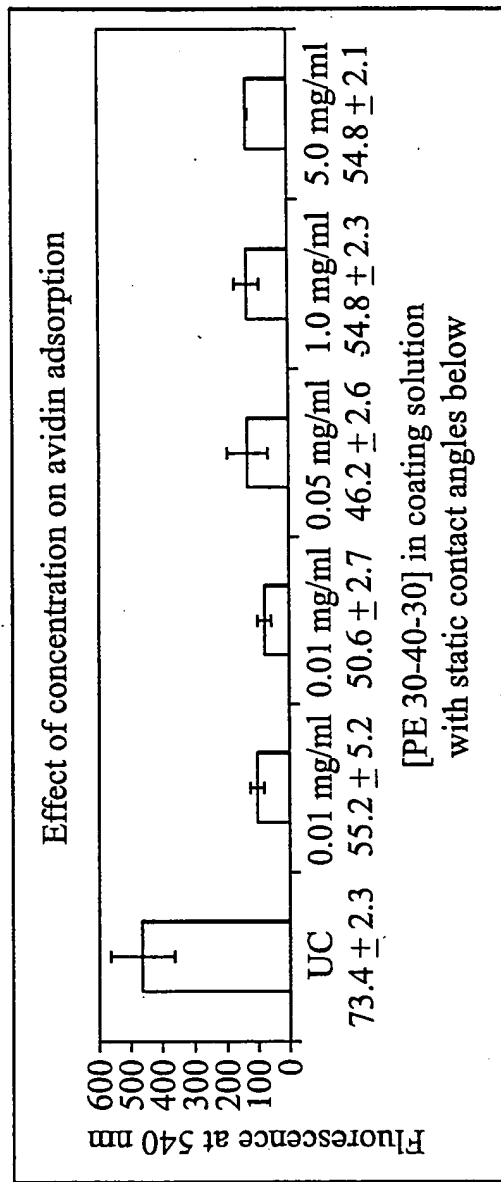 Effect of concentration on avidin adsorption
Fluorescence at 540 nm
600
500
400
300
200
100
0
UC 0.01 mg/ml 0.01 mg/ml 0.05 mg/ml 1.0 mg/ml 5.0 mg/ml
73.4 ± 2.3 55.2 ± 5.2 50.6 ± 2.7 46.2 ± 2.6 54.8 ± 2.3 54.8 ± 2.1
[PE 30-40-30] in coating solution
with static contact angles below